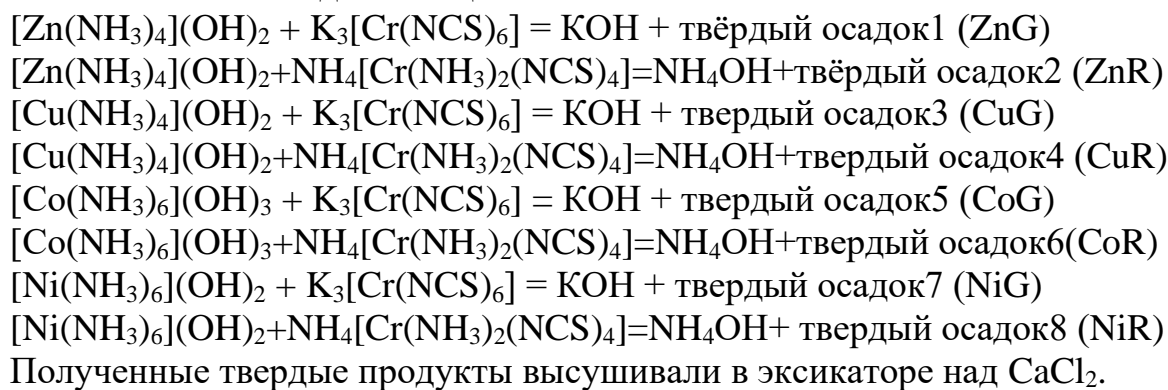 [Zn(NH₃)₄](OH)₂ + K₃[Cr(NCS)₆] = КОН + твёрдый осадок1 (ZnG)
[Zn(NH₃)₄](OH)₂+NH₄[Cr(NH₃)₂(NCS)₄]=NH₄OH+твёрдый осадок2 (ZnR)
[Cu(NH₃)₄](OH)₂ + K₃[Cr(NCS)₆] = КОН + твердый осадок3 (CuG)
[Cu(NH₃)₄](OH)₂+NH₄[Cr(NH₃)₂(NCS)₄]=NH₄OH+твердый осадок4 (CuR)
[Co(NH₃)₆](OH)₃ + K₃[Cr(NCS)₆] = КОН + твердый осадок5 (CoG)
[Co(NH₃)₆](OH)₃+NH₄[Cr(NH₃)₂(NCS)₄]=NH₄OH+твердый осадок6(CoR)
[Ni(NH₃)₆](OH)₂ + K₃[Cr(NCS)₆] = КОН + твердый осадок7 (NiG)
[Ni(NH₃)₆](OH)₂+NH₄[Cr(NH₃)₂(NCS)₄]=NH₄OH+ твердый осадок8 (NiR)
Полученные твердые продукты высушивали в эксикаторе над CaCl₂.